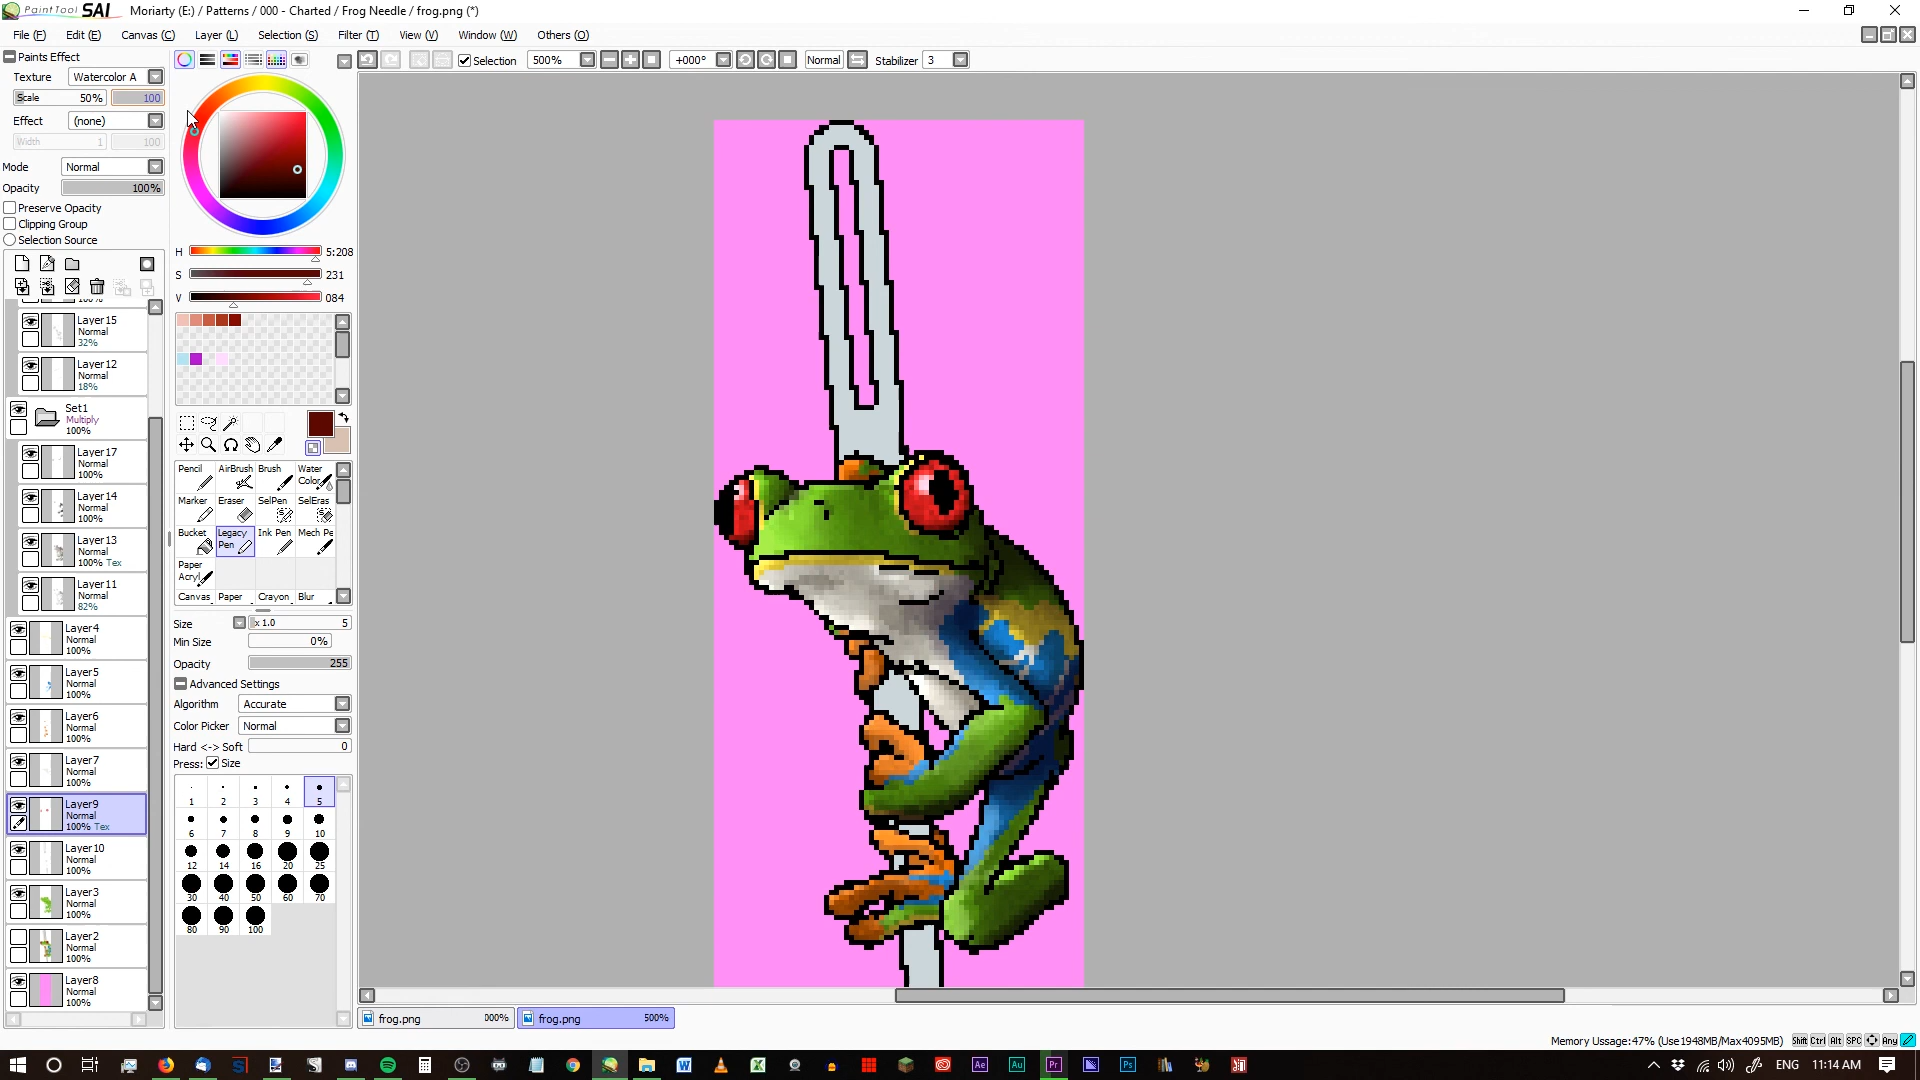 PaintTool SAI Moriarty (E:) / Patterns / 000 - Charted / Frog Needle / frog.png (*)
File (F) Edit (E) Canvas (C) Layer (L) Selection (S) Filter (T) View (V) Window (W) Others (O)
Paints Effect
Texture Watercolor A
Scale 50% 100
Effect (none)
Width 1 100
Mode Normal
Opacity 100%
Preserve Opacity
Clipping Group
Selection Source
Layer15
Normal
32%
Layer12
Normal
18%
Set1
Multiply
100%
Layer17
Normal
100%
Layer14
Normal
100%
Layer13
Normal
100% Tex
Layer11
Normal
82%
Layer4
Normal
100%
Layer5
Normal
100%
Layer6
Normal
100%
Layer7
Normal
100%
Layer9
Normal
100% Tex
Layer10
Normal
100%
Layer3
Normal
100%
Layer2
Normal
100%
Layer8
Normal
100%
Selection 500% +000° Normal Stabilizer 3
H 5:208
S 231
V 084
Pencil AirBrush Brush Water Color
Marker Eraser SelPen SelEras
Bucket Legacy Pen Ink Pen Mech Pe
Paper Acryl
Canvas Paper Crayon Blur
Size x 1.0 5
Min Size 0%
Opacity 255
Advanced Settings
Algorithm Accurate
Color Picker Normal
Hard <-> Soft 0
Press: Size
1 2 3 4 5
6 7 8 9 10
12 14 16 20 25
30 40 50 60 70
80 90 100
frog.png 000% frog.png 500%
Memory Ussage:47% (Use1948MB/Max4095MB) Shift Ctrl Alt SPC Any
ENG 11:14 AM